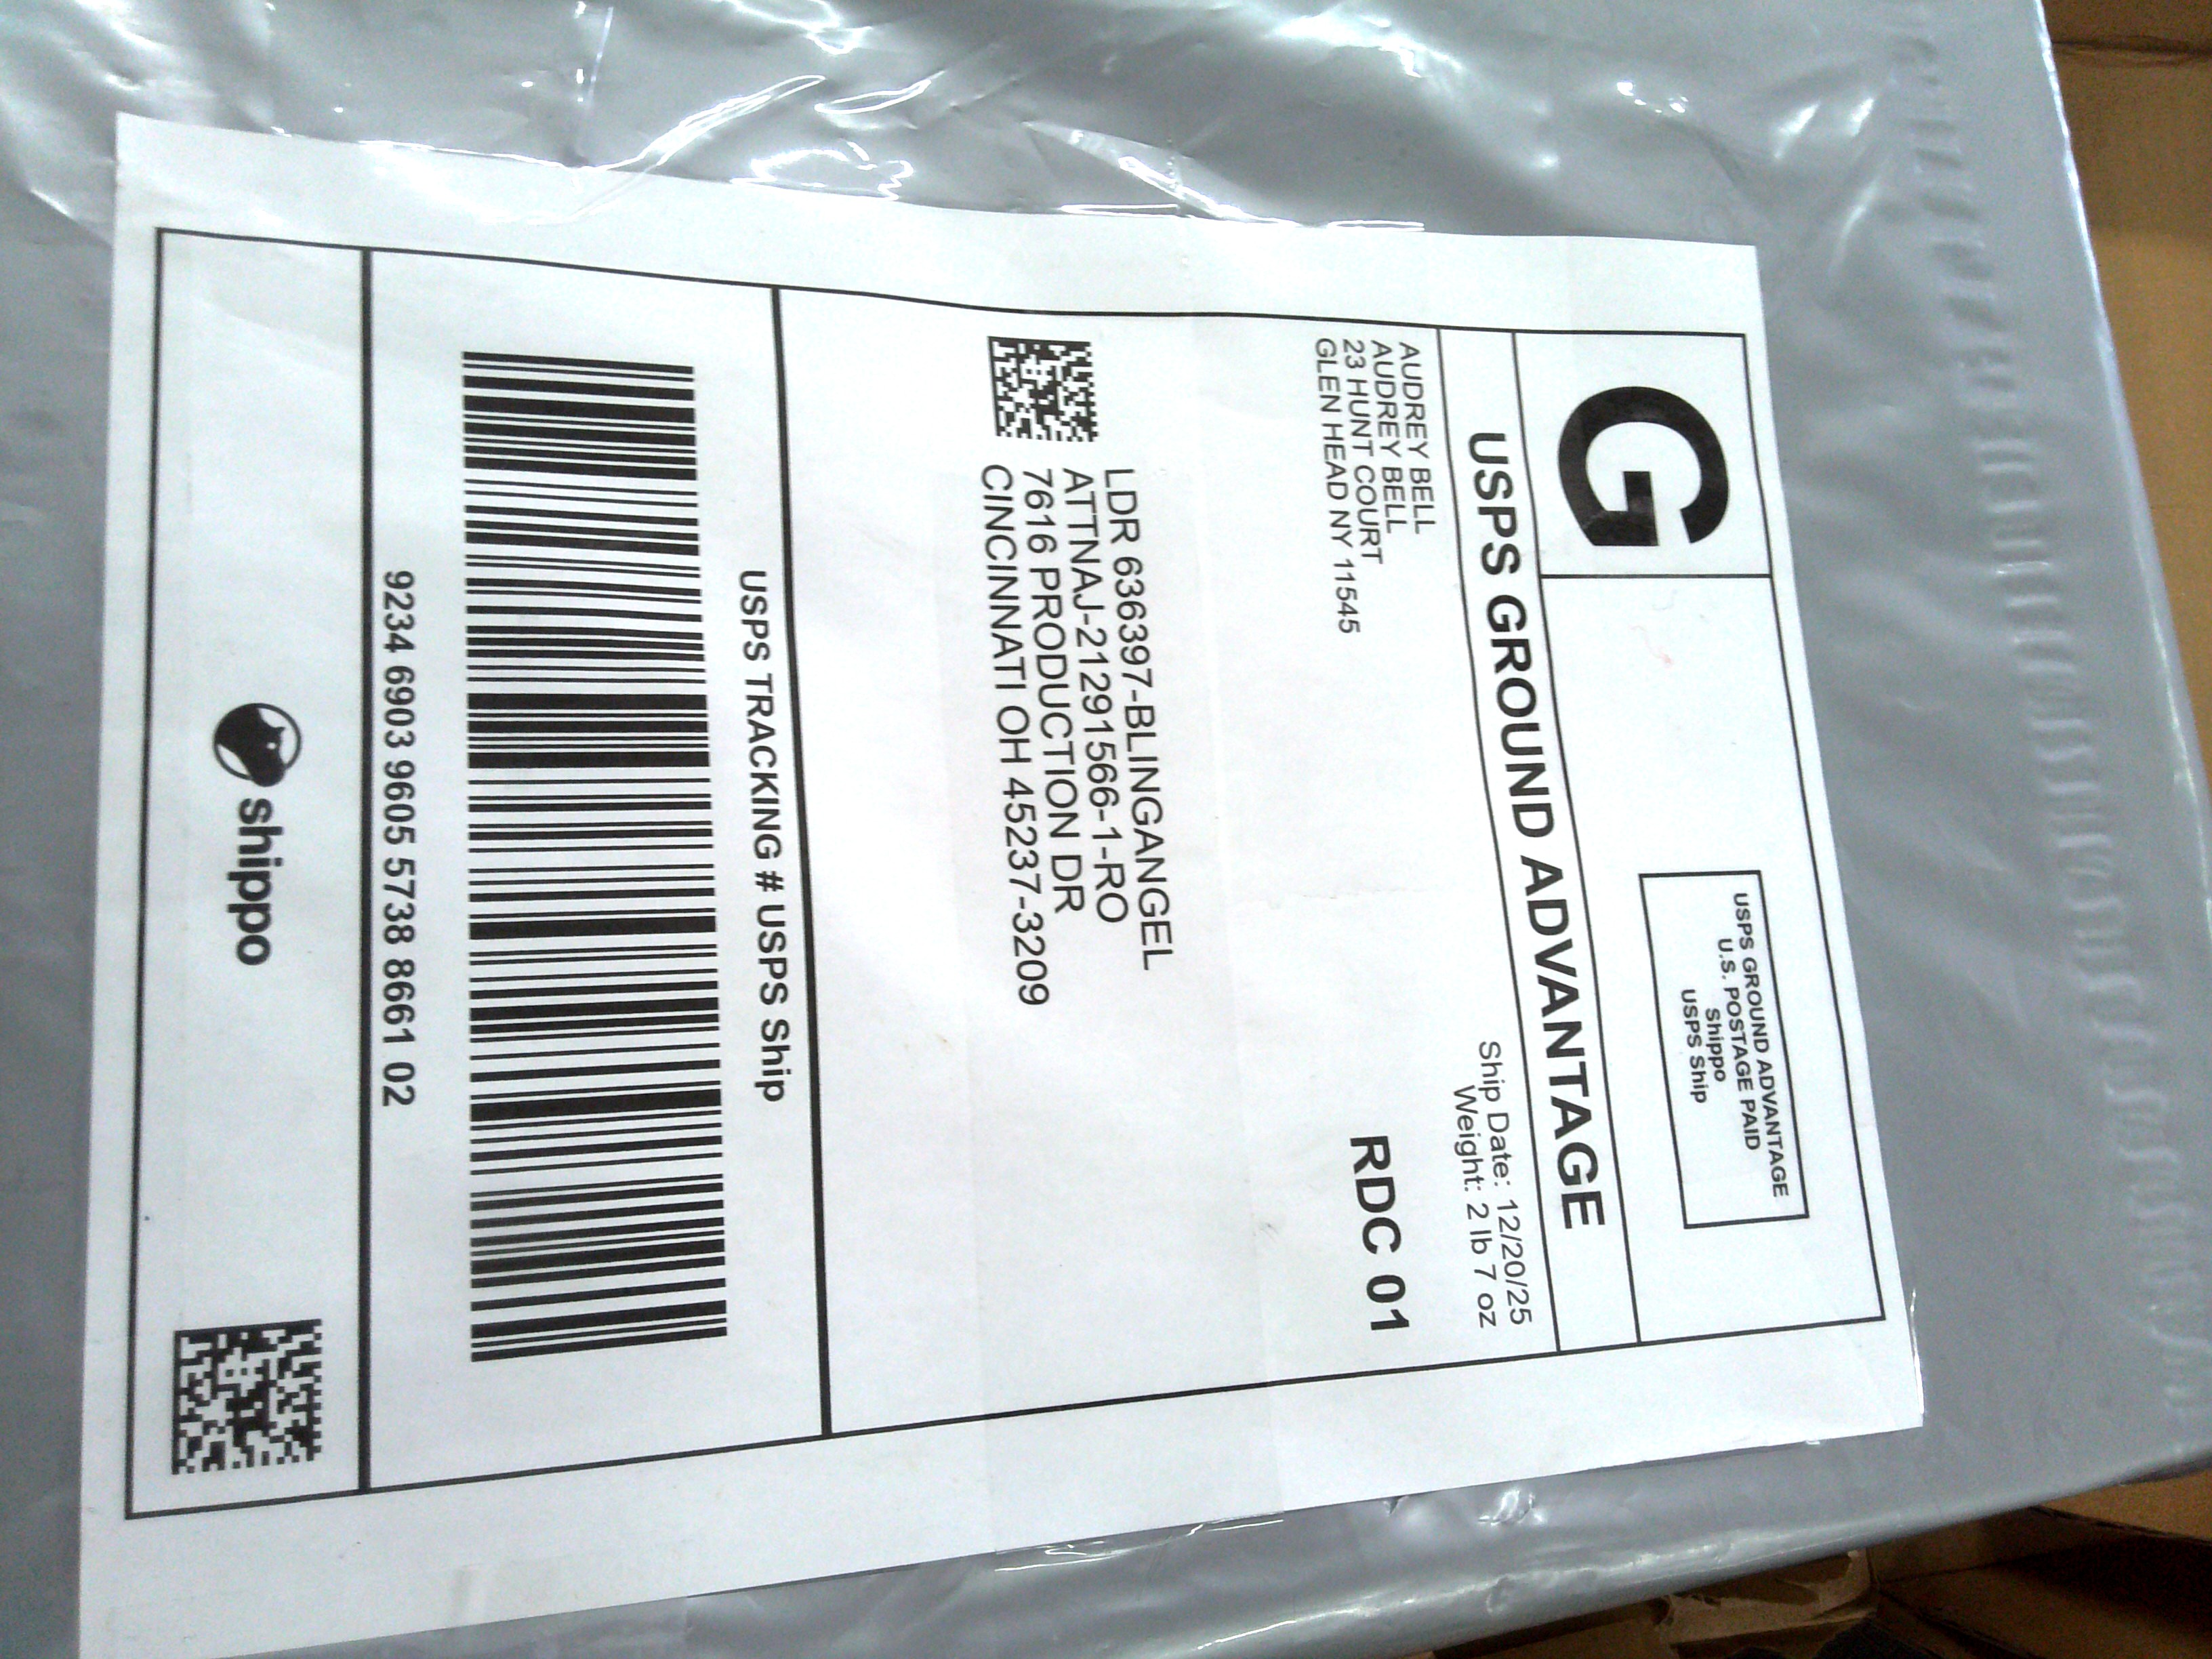 G
USPS GROUND ADVANTAGE
U.S. POSTAGE PAID
Shippo
USPS Ship
USPS GROUND ADVANTAGE
AUDREY BELL
AUDREY BELL
23 HUNT COURT
GLEN HEAD NY 11545
Ship Date: 12/20/25
Weight: 2 lb 7 oz
RDC 01
LDR 636397-BLINGANGEL
ATTNAJ-21291566-1-RO
7616 PRODUCTION DR
CINCINNATI OH 45237-3209
USPS TRACKING # USPS Ship
9234 6903 9605 5738 8661 02
shippo